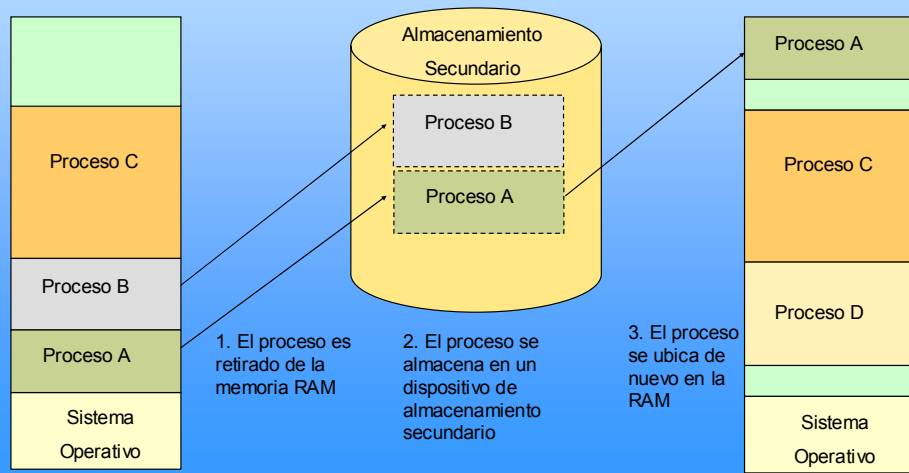 Proceso C
Proceso B
Proceso A
Sistema
Operativo
1. El proceso es
retirado de la
memoria RAM
Almacenamiento
Secundario
Proceso B
Proceso A
2. El proceso se
almacena en un
dispositivo de
almacenamiento
secundario
3. El proceso
se ubica de
nuevo en la
RAM
Proceso A
Proceso C
Proceso D
Sistema
Operativo